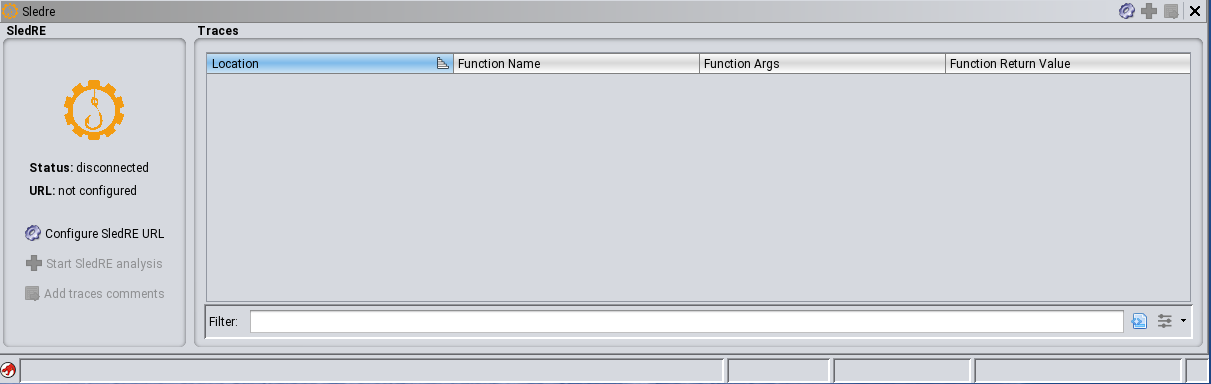 Sledre
SledRE
Traces
Location
Function Name
Function Args
Function Return Value
Status: disconnected
URL: not configured
Configure SledRE URL
Start SledRE analysis
Add traces comments
Filter: